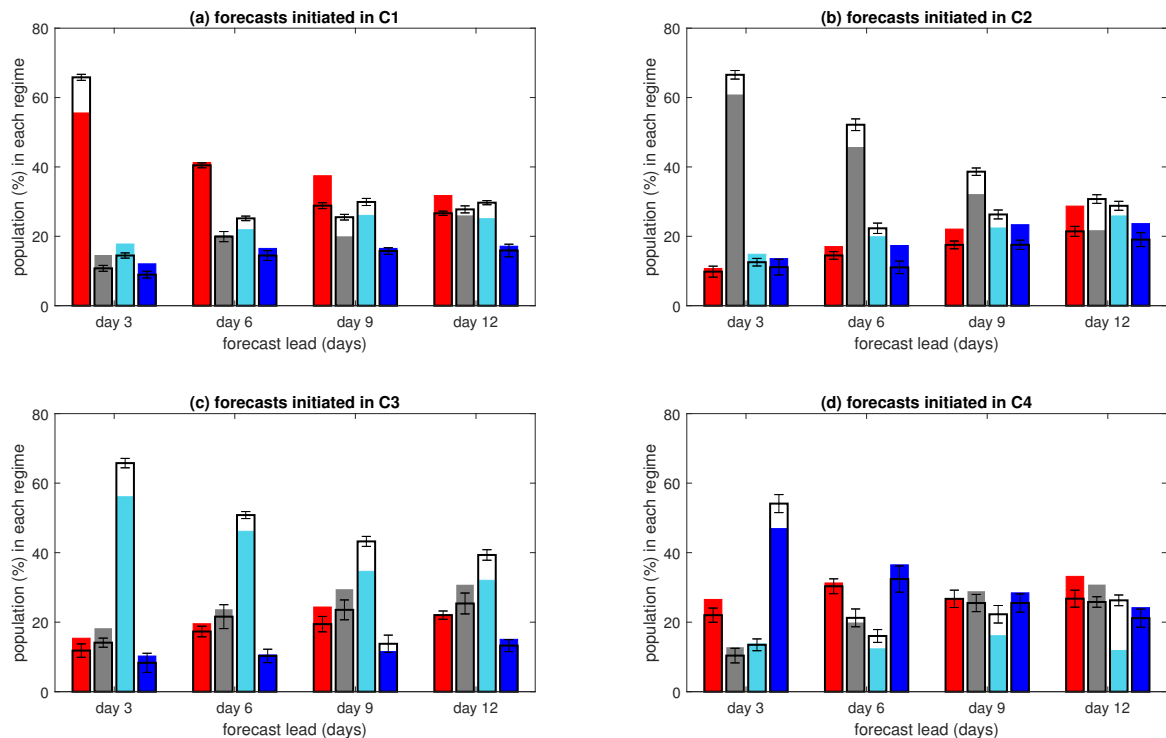 (a) forecasts initiated in C1
population (%) in each regime
80
60
40
20
0
day 3 day 6 day 9 day 12
forecast lead (days)
(b) forecasts initiated in C2
population (%) in each regime
80
60
40
20
0
day 3 day 6 day 9 day 12
forecast lead (days)
(c) forecasts initiated in C3
population (%) in each regime
80
60
40
20
0
day 3 day 6 day 9 day 12
forecast lead (days)
(d) forecasts initiated in C4
population (%) in each regime
80
60
40
20
0
day 3 day 6 day 9 day 12
forecast lead (days)